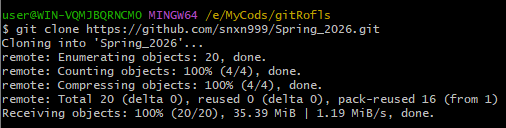 user@WIN-VQMJBQRNCMO MINGW64 /e/MyCods/gitRofls
$ git clone https://github.com/snxn999/Spring_2026.git
Cloning into 'Spring_2026'...
remote: Enumerating objects: 20, done.
remote: Counting objects: 100% (4/4), done.
remote: Compressing objects: 100% (4/4), done.
remote: Total 20 (delta 0), reused 0 (delta 0), pack-reused 16 (from 1)
Receiving objects: 100% (20/20), 35.39 MiB | 1.19 MiB/s, done.